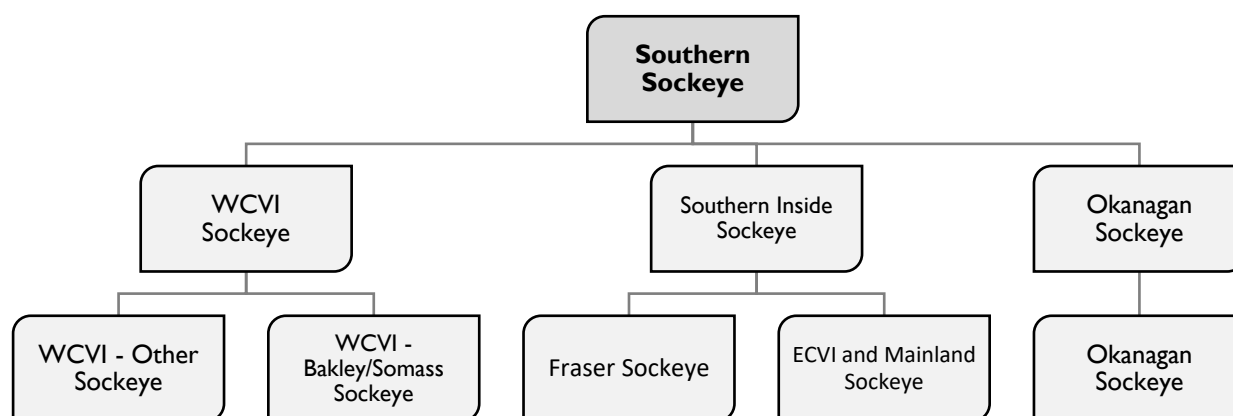 Southern
Sockeye
WCVI
Sockeye
Southern Inside
Sockeye
Okanagan
Sockeye
WCVI - Other
Sockeye
WCVI -
Bakley/Somass
Sockeye
Fraser Sockeye
ECVI and Mainland
Sockeye
Okanagan
Sockeye